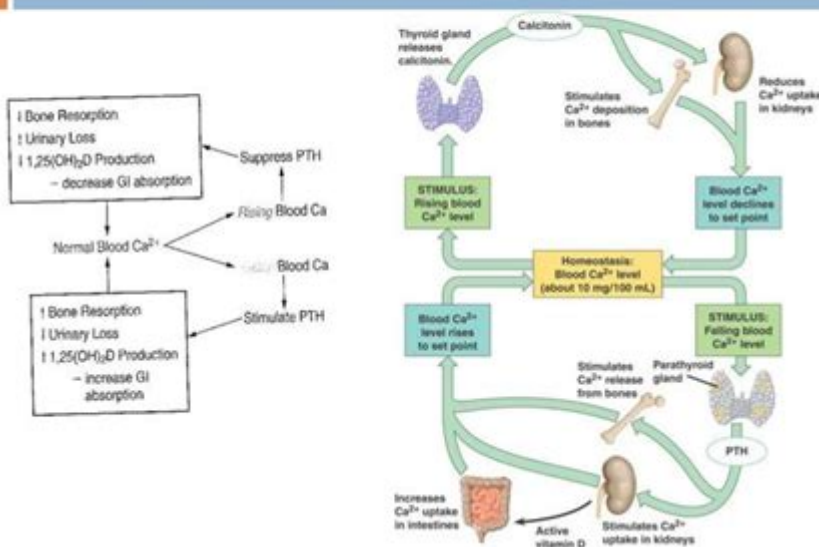 ↓ Bone Resorption
↑ Urinary Loss
↓ 1,25(OH)₂D Production
– decrease GI absorption
Suppress PTH
Rising Blood Ca
Normal Blood Ca²⁺
Blood Ca
Stimulate PTH
↑ Bone Resorption
↓ Urinary Loss
↑ 1,25(OH)₂D Production
– increase GI
absorption
Calcitonin
Thyroid gland
releases
calcitonin.
Stimulates
Ca²⁺ deposition
in bones
Reduces
Ca²⁺ uptake
in kidneys
STIMULUS:
Rising blood
Ca²⁺ level
Blood Ca²⁺
level declines
to set point
Homeostasis:
Blood Ca²⁺ level
(about 10 mg/100 mL)
Blood Ca²⁺
level rises
to set point
STIMULUS:
Falling blood
Ca²⁺ level
Stimulates
Ca²⁺ release
from bones
Parathyroid
gland
PTH
Increases
Ca²⁺ uptake
in intestines
Active
vitamin D
Stimulates Ca²⁺
uptake in kidneys